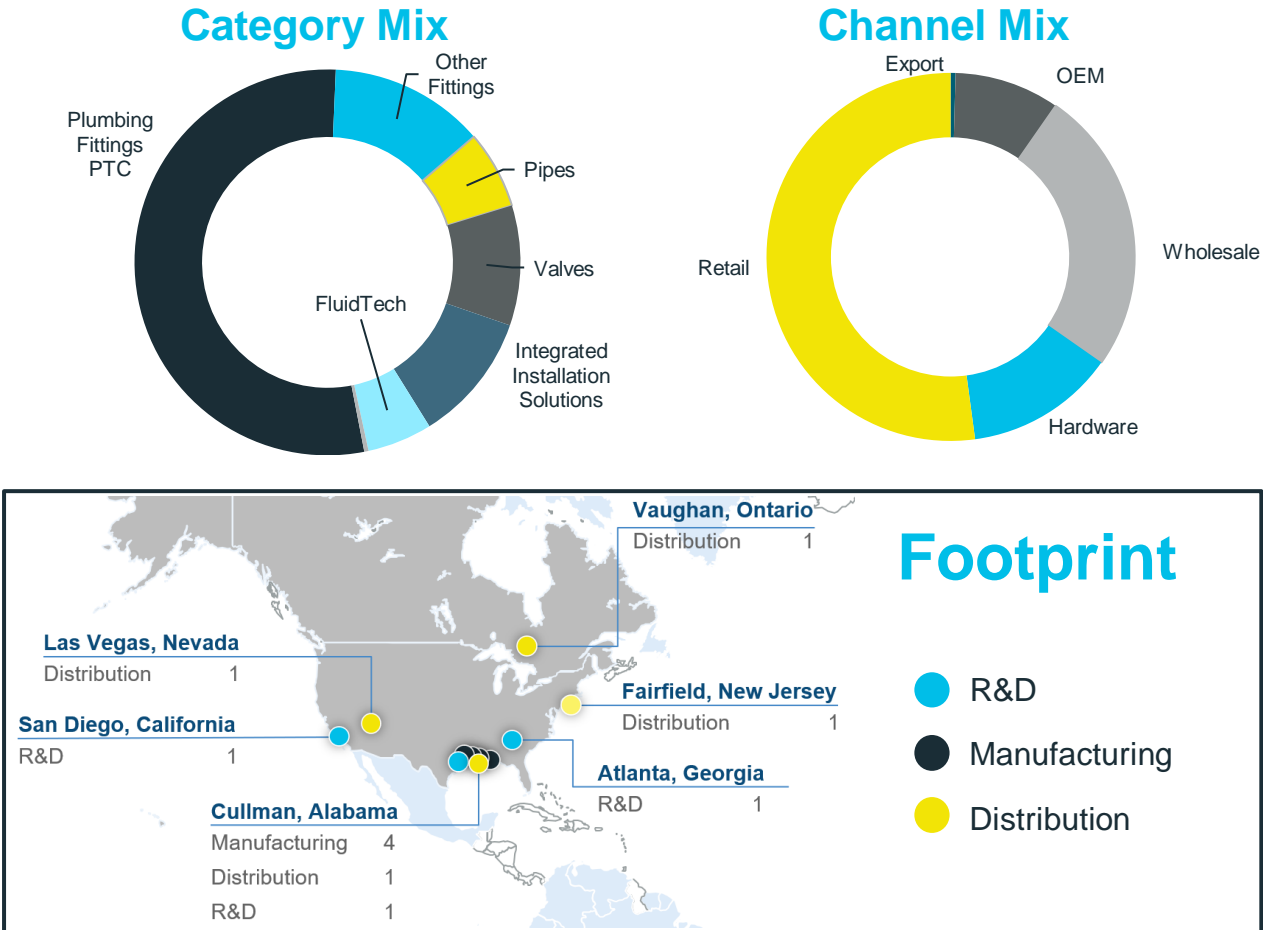 Category Mix
Other
Fittings
Plumbing
Fittings
PTC
Pipes
Valves
FluidTech
Integrated
Installation
Solutions
Channel Mix
Export
OEM
Retail
Wholesale
Hardware
Footprint
Vaughan, Ontario
Distribution 1
Las Vegas, Nevada
Distribution 1
Fairfield, New Jersey
Distribution 1
San Diego, California
R&D 1
Atlanta, Georgia
R&D 1
Cullman, Alabama
Manufacturing 4
Distribution 1
R&D 1
R&D
Manufacturing
Distribution